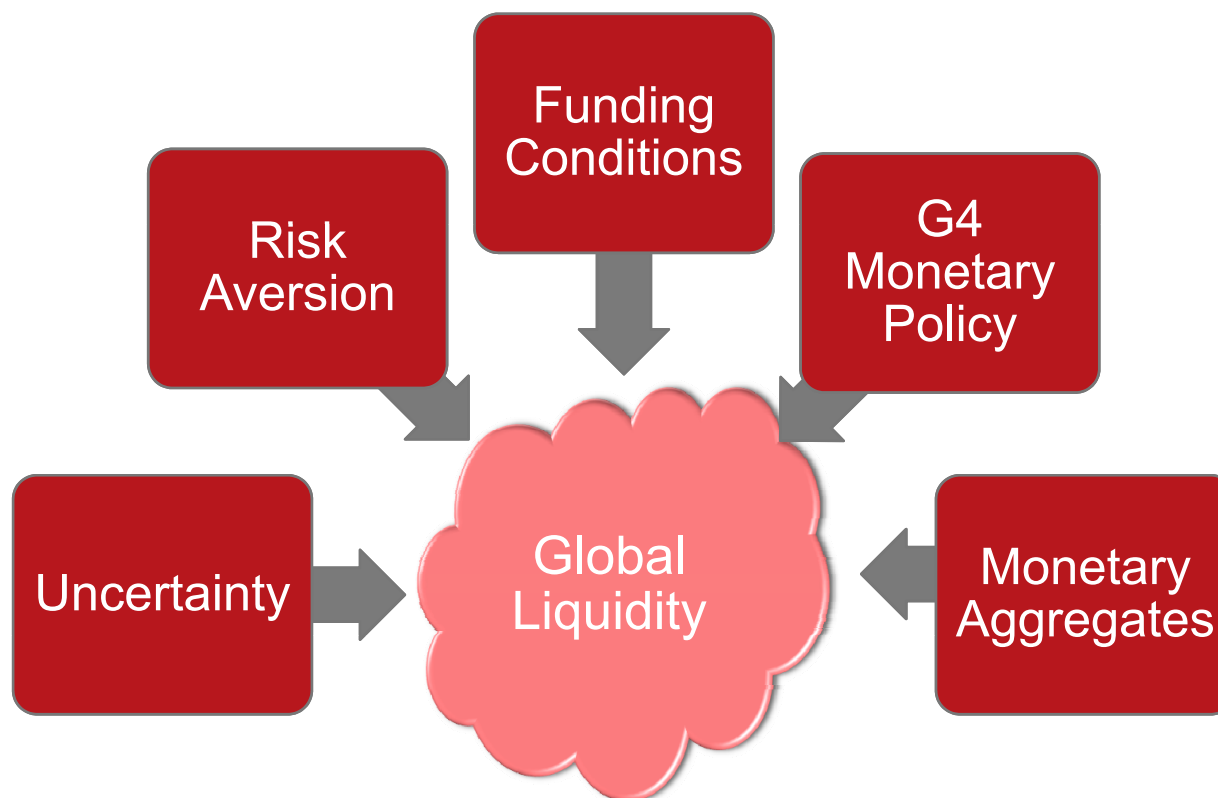 Funding
Conditions
Risk
Aversion
G4
Monetary
Policy
Uncertainty
Global
Liquidity
Monetary
Aggregates